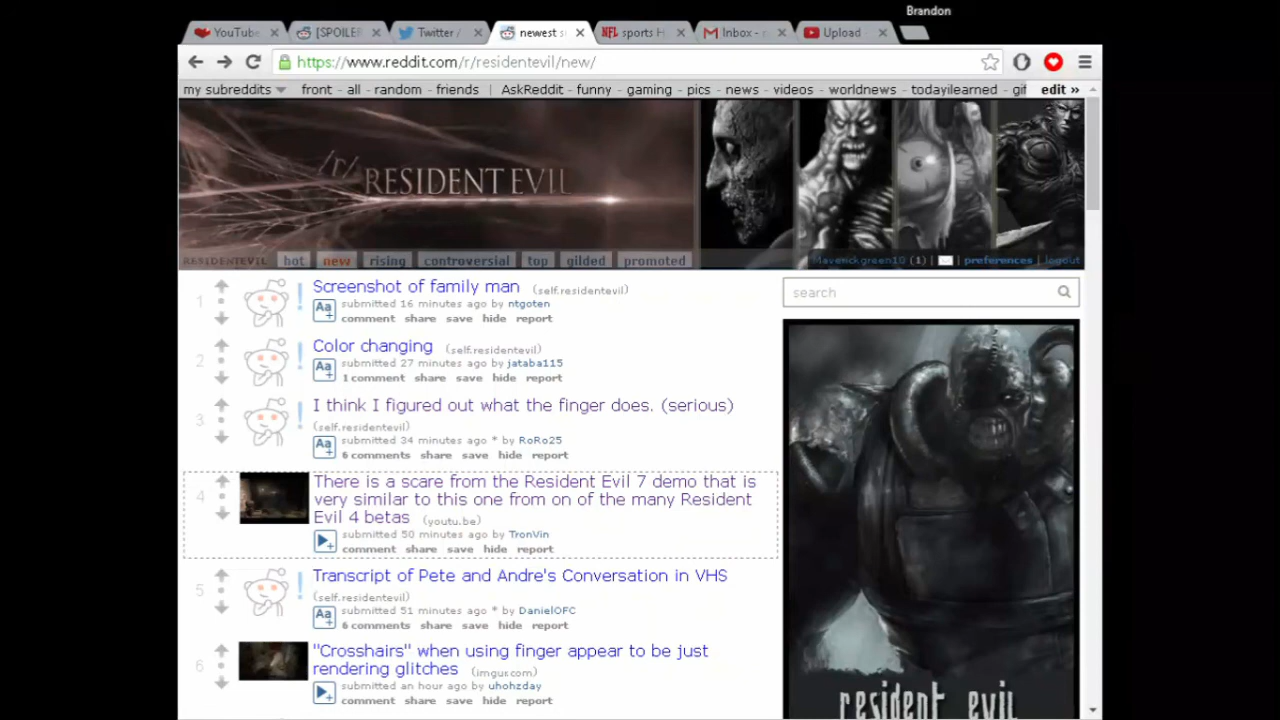 Brandon
YouTube
[SPOILE
Twitter /
newest s
NFL sports H
Inbox -
Upload
https://www.reddit.com/r/residentevil/new/
my subreddits front - all - random - friends | AskReddit - funny - gaming - pics - news - videos - worldnews - todayilearned - gif edit »
/r/ RESIDENT EVIL
RESIDENTEVIL hot new rising controversial top gilded promoted
Maverickgreen10 (1) | | preferences | logout
search
1
Screenshot of family man (self.residentevil)
Aa+ submitted 16 minutes ago by ntgoten
comment share save hide report
2
Color changing (self.residentevil)
Aa+ submitted 27 minutes ago by jataba115
1 comment share save hide report
3
I think I figured out what the finger does. (serious)
(self.residentevil)
Aa+ submitted 34 minutes ago * by RoRo25
6 comments share save hide report
4
There is a scare from the Resident Evil 7 demo that is
very similar to this one from on of the many Resident
Evil 4 betas (youtu.be)
submitted 50 minutes ago by TronVin
comment share save hide report
5
Transcript of Pete and Andre's Conversation in VHS
(self.residentevil)
Aa+ submitted 51 minutes ago * by DanielOFC
6 comments share save hide report
6
"Crosshairs" when using finger appear to be just
rendering glitches (imgur.com)
submitted an hour ago by uhohzday
comment share save hide report
resident evil